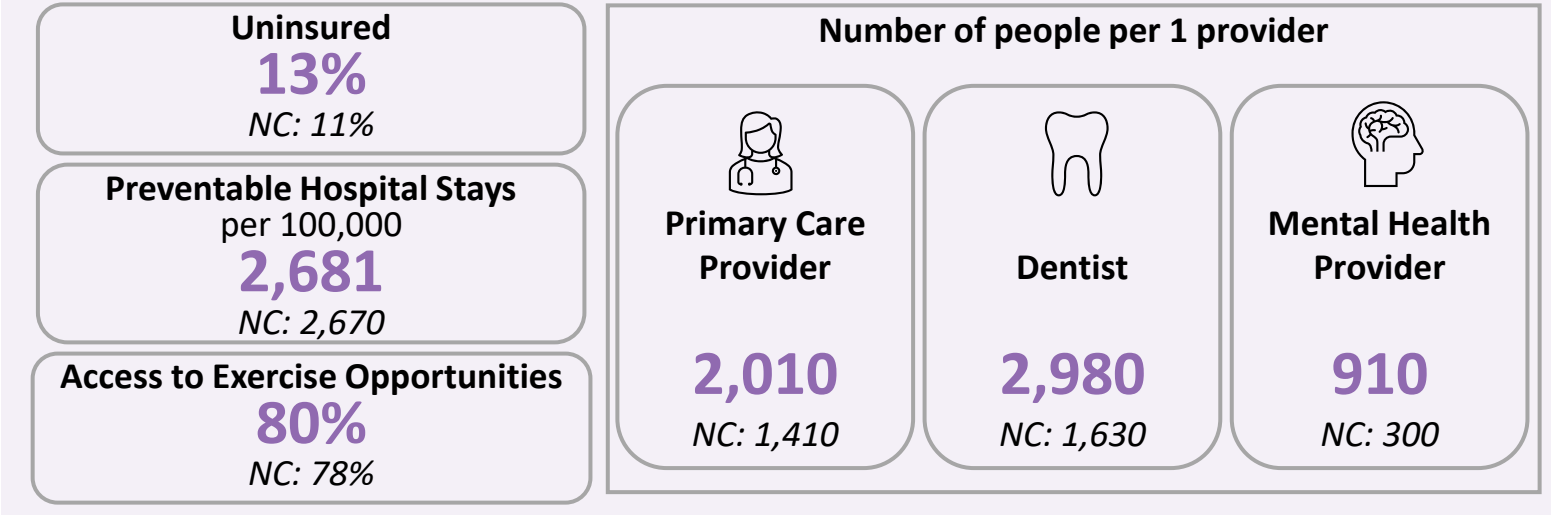 Uninsured
13%
NC: 11%
Preventable Hospital Stays
per 100,000
2,681
NC: 2,670
Access to Exercise Opportunities
80%
NC: 78%
Number of people per 1 provider
Primary Care
Provider
2,010
NC: 1,410
Dentist
2,980
NC: 1,630
Mental Health
Provider
910
NC: 300